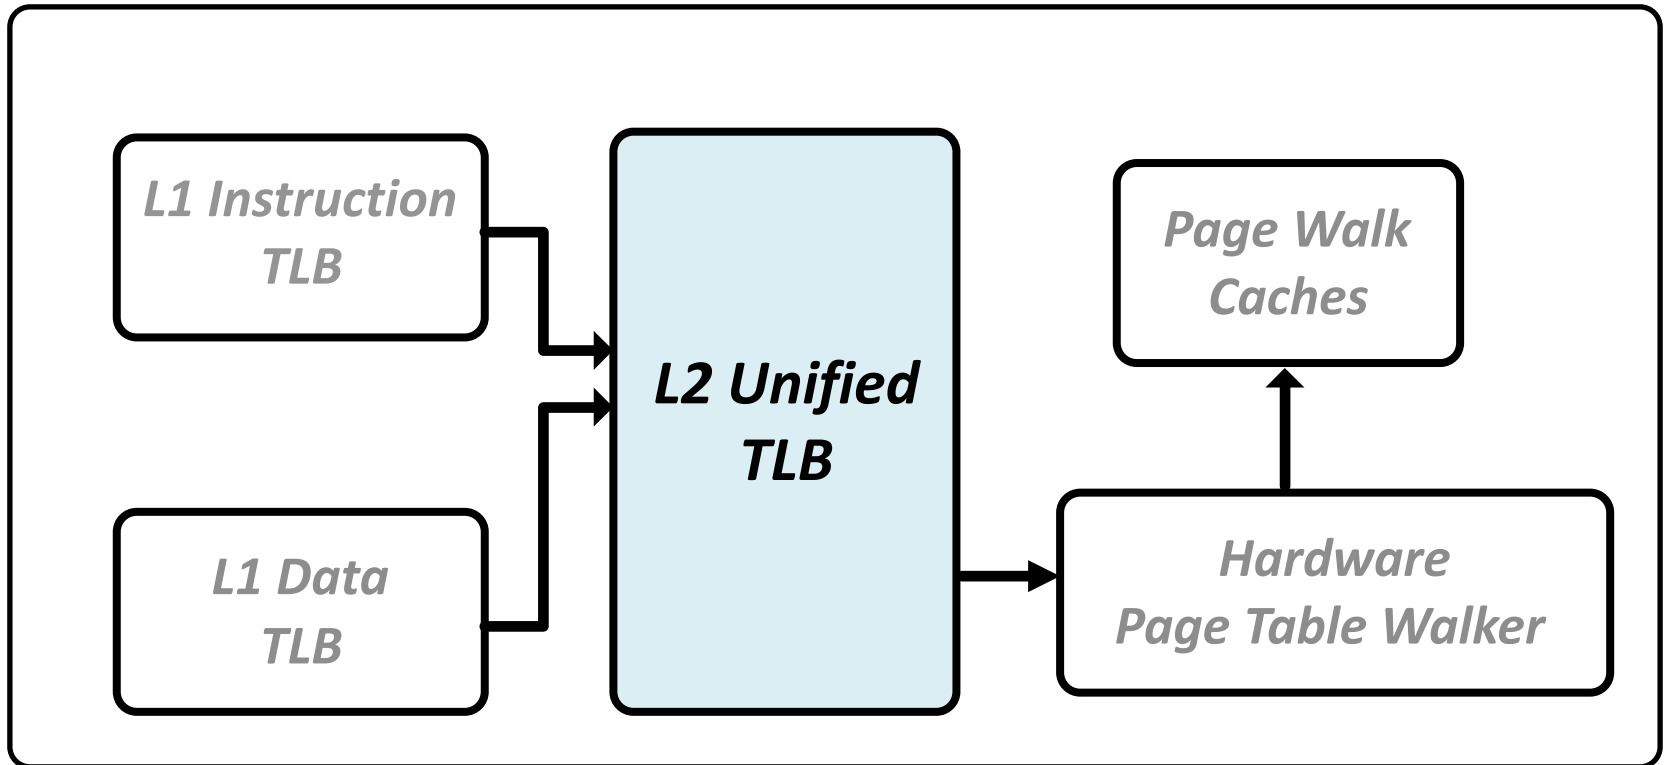 L1 Instruction
TLB
L1 Data
TLB
L2 Unified
TLB
Page Walk
Caches
Hardware
Page Table Walker